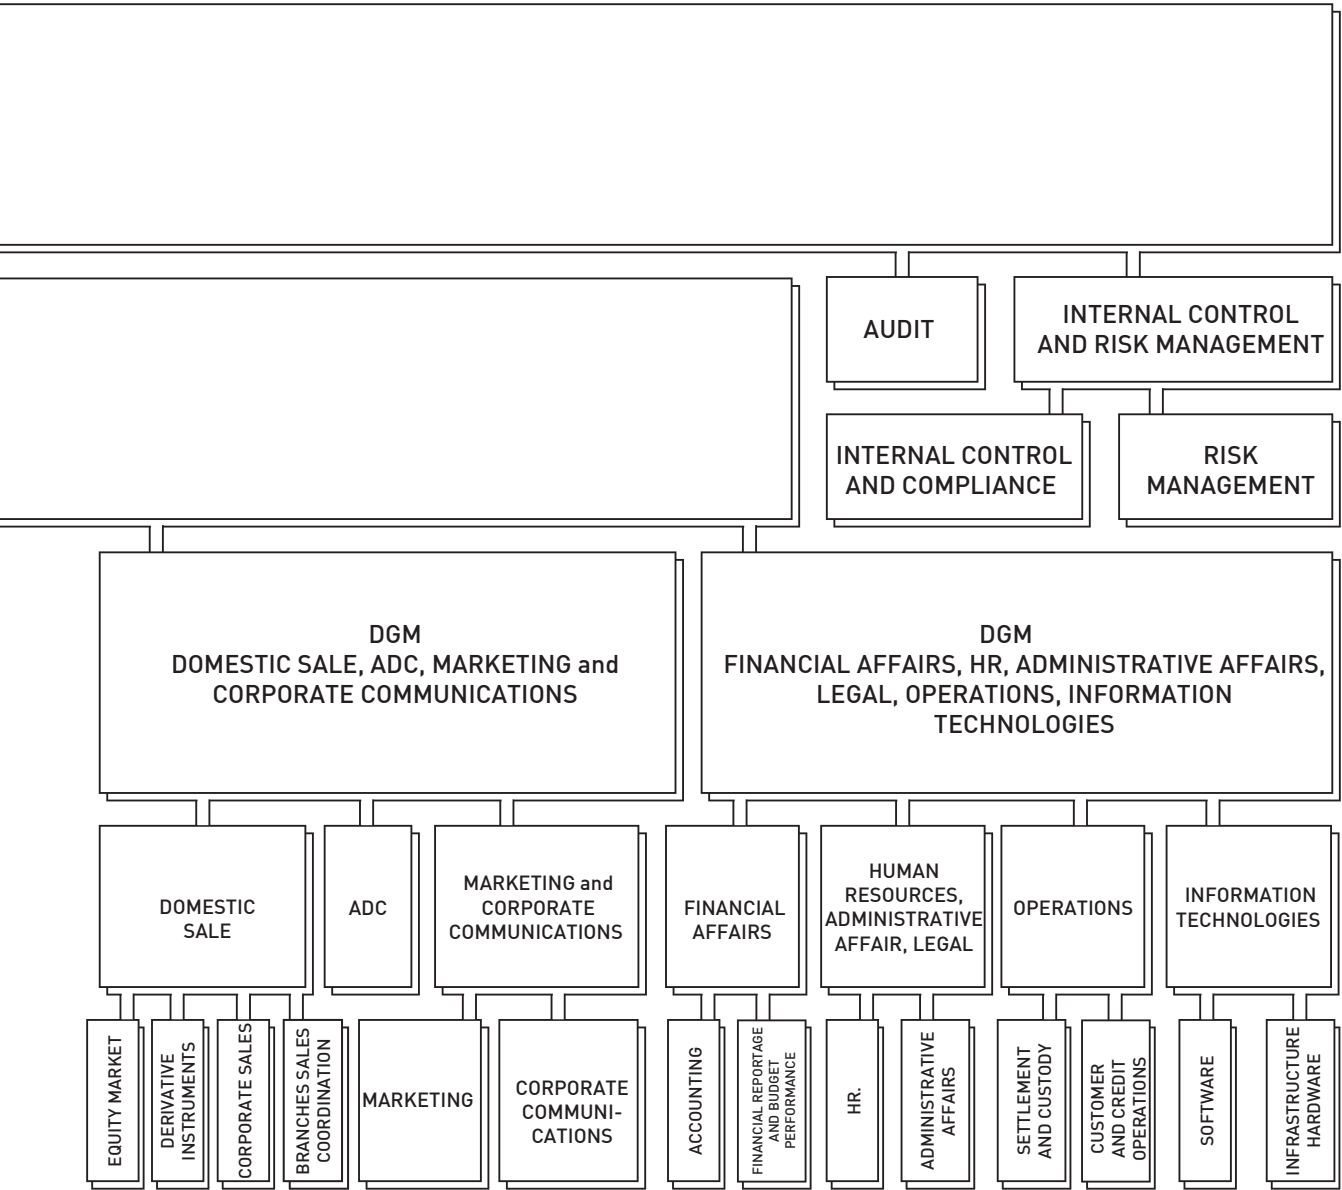 AUDIT
INTERNAL CONTROL
AND RISK MANAGEMENT
INTERNAL CONTROL
AND COMPLIANCE
RISK
MANAGEMENT
DGM
DOMESTIC SALE, ADC, MARKETING and
CORPORATE COMMUNICATIONS
DGM
FINANCIAL AFFAIRS, HR, ADMINISTRATIVE AFFAIRS,
LEGAL, OPERATIONS, INFORMATION
TECHNOLOGIES
DOMESTIC
SALE
ADC
MARKETING and
CORPORATE
COMMUNICATIONS
FINANCIAL
AFFAIRS
HUMAN
RESOURCES,
ADMINISTRATIVE
AFFAIR, LEGAL
OPERATIONS
INFORMATION
TECHNOLOGIES
EQUITY MARKET
DERIVATIVE
INSTRUMENTS
CORPORATE SALES
BRANCHES SALES
COORDINATION
MARKETING
CORPORATE
COMMUNI-
CATIONS
ACCOUNTING
FINANCIAL REPORTAGE
AND BUDGET
PERFORMANCE
HR.
ADMINISTRATIVE
AFFAIRS
SETTLEMENT
AND CUSTODY
CUSTOMER
AND CREDIT
OPERATIONS
SOFTWARE
INFRASTRUCTURE
HARDWARE